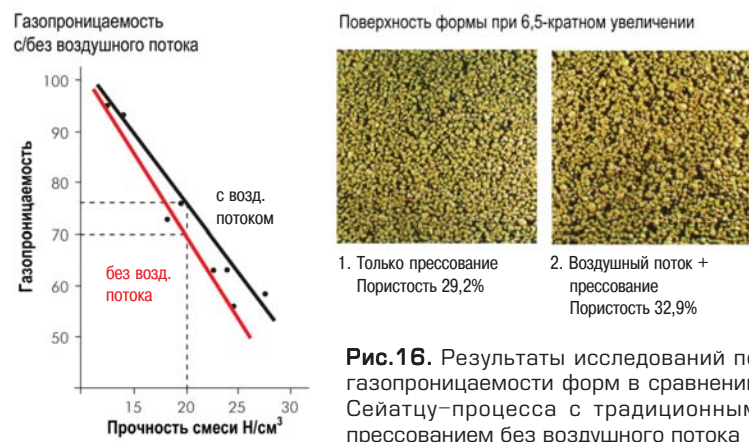 Газопроницаемость
с/без воздушного потока
100
90
80
70
60
50
Газопроницаемость
с возд.
потоком
без возд.
потока
10
15
20
25
30
Прочность смеси Н/см³
Поверхность формы при 6,5-кратном увеличении
1. Только прессование
Пористость 29,2%
2. Воздушный поток +
прессование
Пористость 32,9%
Рис.16. Результаты исследований
газопроницаемости форм в сравнении
Сейатцу-процесса с традиционным
прессованием без воздушного потока